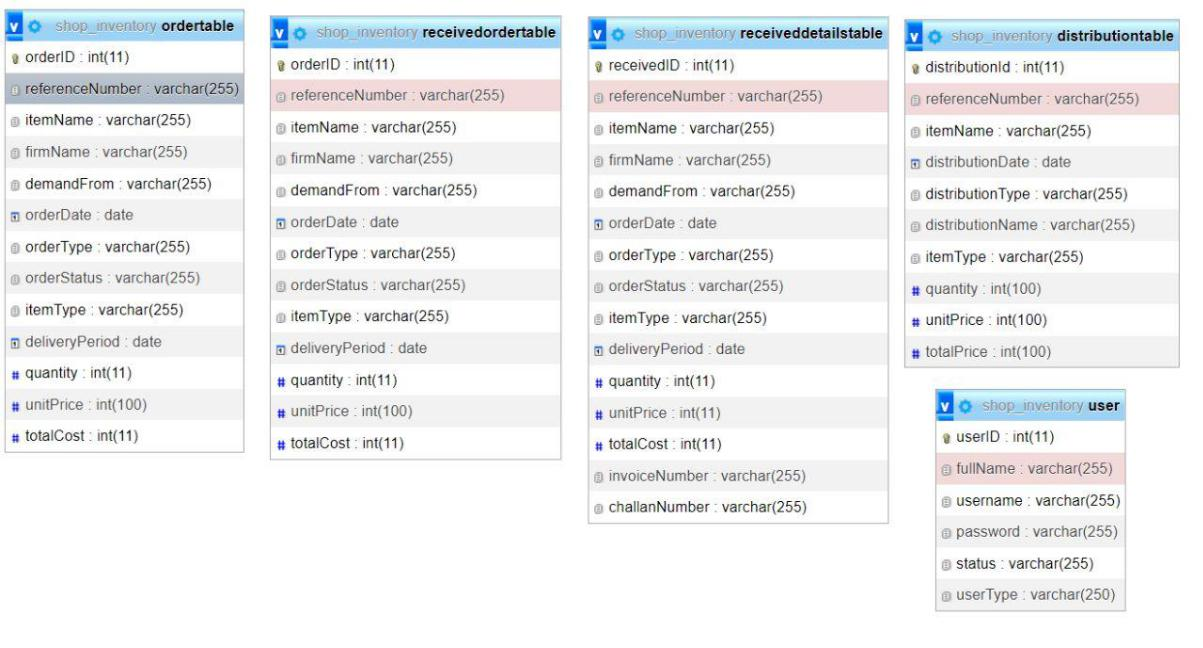 shop_inventory ordertable
orderID : int(11)
referenceNumber : varchar(255)
itemName : varchar(255)
firmName : varchar(255)
demandFrom : varchar(255)
orderDate : date
orderType : varchar(255)
orderStatus : varchar(255)
itemType : varchar(255)
deliveryPeriod : date
quantity : int(11)
unitPrice : int(100)
totalCost : int(11)
shop_inventory receivedordertable
orderID : int(11)
referenceNumber : varchar(255)
itemName : varchar(255)
firmName : varchar(255)
demandFrom : varchar(255)
orderDate : date
orderType : varchar(255)
orderStatus : varchar(255)
itemType : varchar(255)
deliveryPeriod : date
quantity : int(11)
unitPrice : int(100)
totalCost : int(11)
shop_inventory receiveddetailstable
receivedID : int(11)
referenceNumber : varchar(255)
itemName : varchar(255)
firmName : varchar(255)
demandFrom : varchar(255)
orderDate : date
orderType : varchar(255)
orderStatus : varchar(255)
itemType : varchar(255)
deliveryPeriod : date
quantity : int(11)
unitPrice : int(11)
totalCost : int(11)
invoiceNumber : varchar(255)
challanNumber : varchar(255)
shop_inventory distributiontable
distributionId : int(11)
referenceNumber : varchar(255)
itemName : varchar(255)
distributionDate : date
distributionType : varchar(255)
distributionName : varchar(255)
itemType : varchar(255)
quantity : int(100)
unitPrice : int(100)
totalPrice : int(100)
shop_inventory user
userID : int(11)
fullName : varchar(255)
username : varchar(255)
password : varchar(255)
status : varchar(255)
userType : varchar(250)